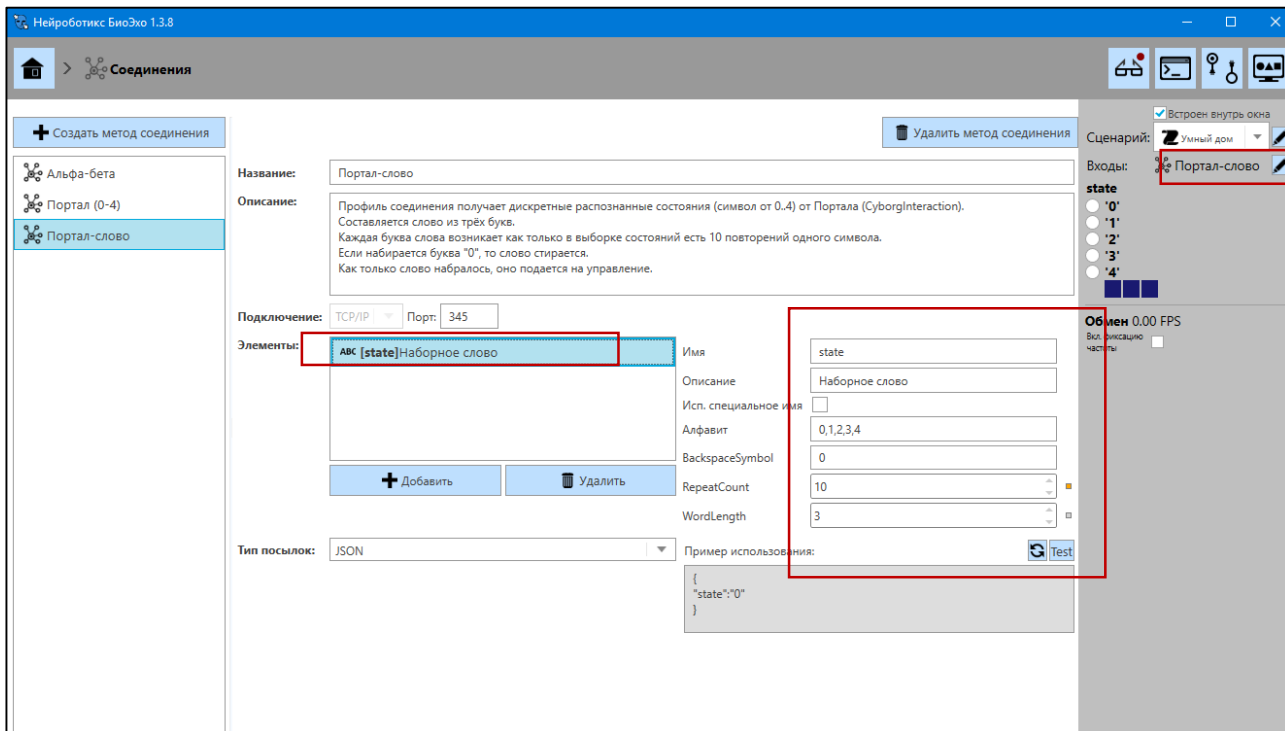 Нейроботикс БиоЭхо 1.3.8
> Соединения
Создать метод соединения
Удалить метод соединения
Альфа-бета
Портал (0-4)
Портал-слово
Название:
Портал-слово
Описание:
Профиль соединения получает дискретные распознанные состояния (символ от 0..4) от Портала (CyborgInteraction).
Составляется слово из трёх букв.
Каждая буква слова возникает как только в выборке состояний есть 10 повторений одного символа.
Если набирается буква "0", то слово стирается.
Как только слово набралось, оно подается на управление.
Подключение: TCP/IP Порт: 345
Элементы:
ABC [state]Наборное слово
Добавить
Удалить
Имя
state
Описание
Наборное слово
Исп. специальное имя
Алфавит
0,1,2,3,4
BackspaceSymbol
0
RepeatCount
10
WordLength
3
Тип посылок:
JSON
Пример использования:
Test
{
"state":"0"
}
Встроен внутрь окна
Сценарий: Умный дом
Входы: Портал-слово
state
'0'
'1'
'2'
'3'
'4'
Обмен 0.00 FPS
Вкл. фиксацию
частоты